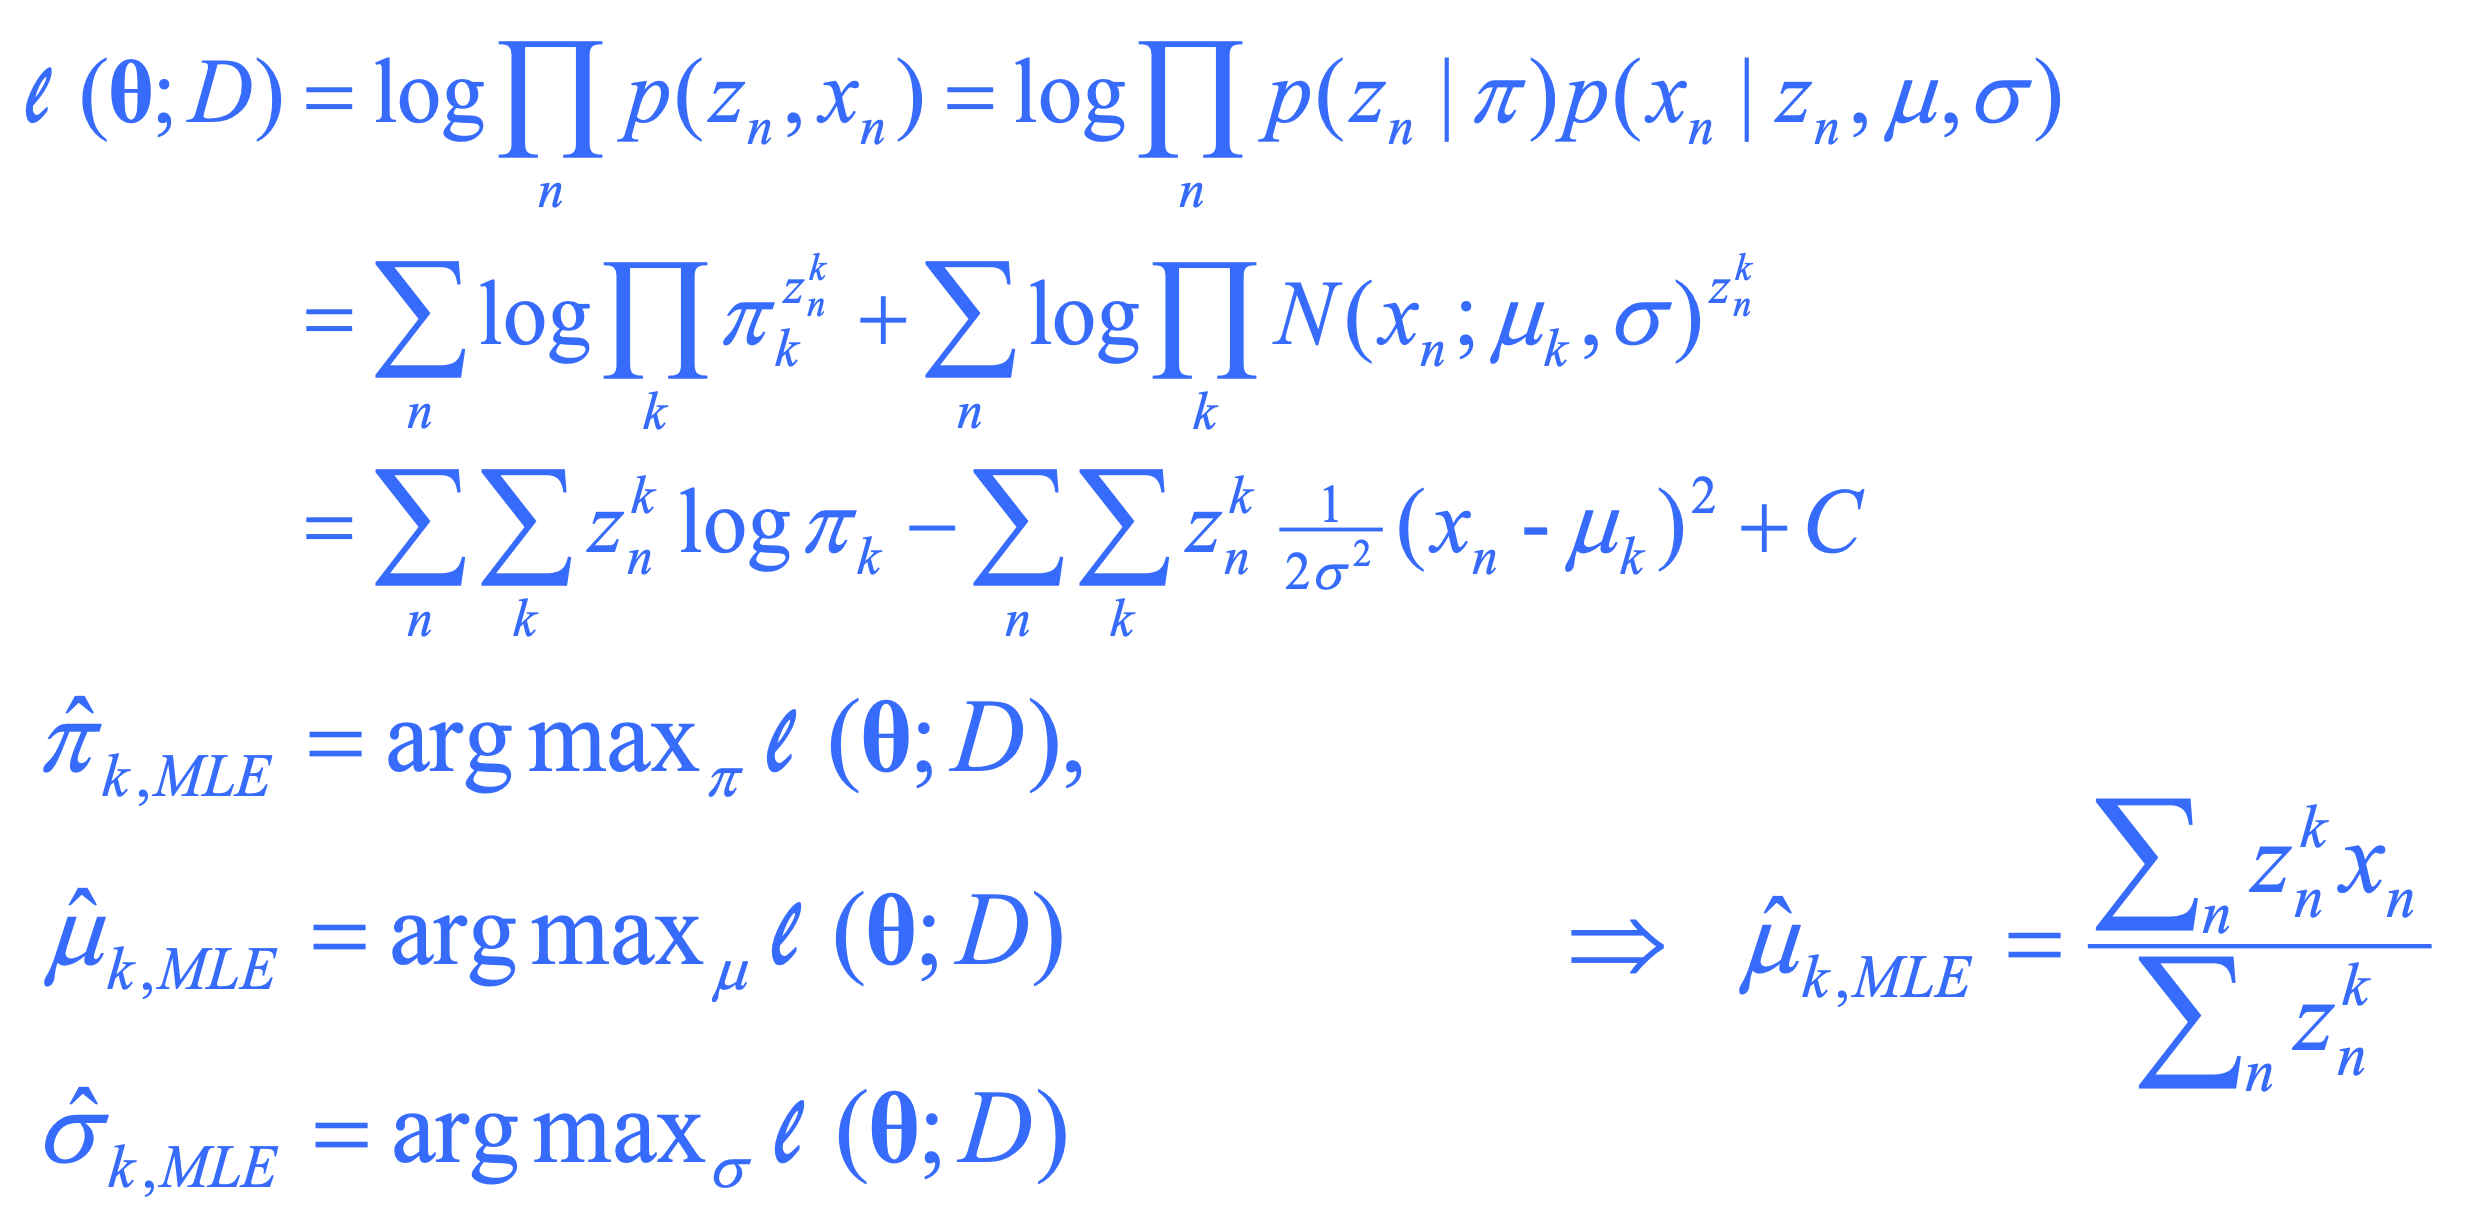 ℓ(𝛉; D) = log ∏_n p(z_n, x_n) = log ∏_n p(z_n | π)p(x_n | z_n, μ, σ)
= ∑_n log ∏_k π_k^{z_n^k} + ∑_n log ∏_k N(x_n; μ_k, σ)^{z_n^k}
= ∑_n ∑_k z_n^k log π_k − ∑_n ∑_k z_n^k \frac{1}{2σ^2} (x_n - μ_k)^2 + C
π̂_{k,MLE} = arg max_π ℓ(𝛉; D),
μ̂_{k,MLE} = arg max_μ ℓ(𝛉; D) ⇒ μ̂_{k,MLE} = \frac{∑_n z_n^k x_n}{∑_n z_n^k}
σ̂_{k,MLE} = arg max_σ ℓ(𝛉; D)